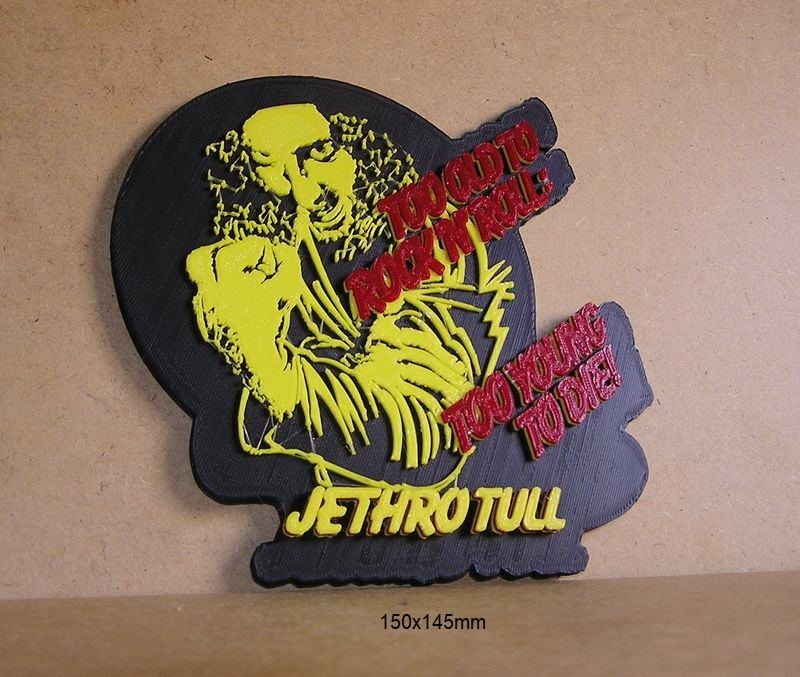 TOO OLD TO
ROCK 'N' ROLL:
TOO YOUNG
TO DIE!
JETHRO TULL
150x145mm